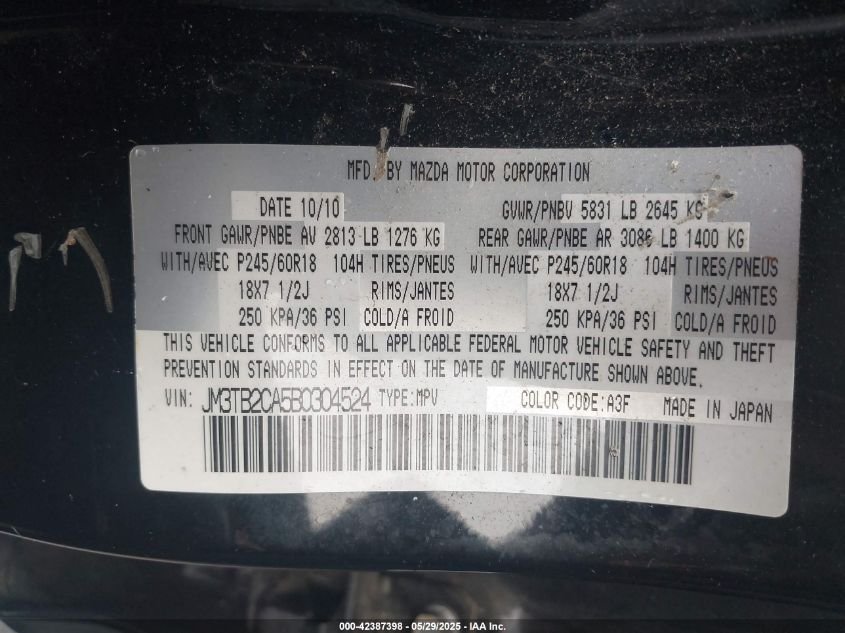 MFD. BY MAZDA MOTOR CORPORATION
DATE 10/10 GVWR/PNBV 5831 LB 2645 KG
FRONT GAWR/PNBE AV 2813 LB 1276 KG REAR GAWR/PNBE AR 3086 LB 1400 KG
WITH/AVEC P245/60R18 104H TIRES/PNEUS WITH/AVEC P245/60R18 104H TIRES/PNEUS
18X7 1/2J RIMS/JANTES 18X7 1/2J RIMS/JANTES
250 KPA/36 PSI COLD/A FROID 250 KPA/36 PSI COLD/A FROID
THIS VEHICLE CONFORMS TO ALL APPLICABLE FEDERAL MOTOR VEHICLE SAFETY AND THEFT
PREVENTION STANDARDS IN EFFECT ON THE DATE OF MANUFACTURE SHOWN ABOVE.
VIN: JM3TB2CA5B0304524 TYPE:MPV COLOR CODE:A3F MADE IN JAPAN
000-42387398 - 05/29/2025 - IAA Inc.